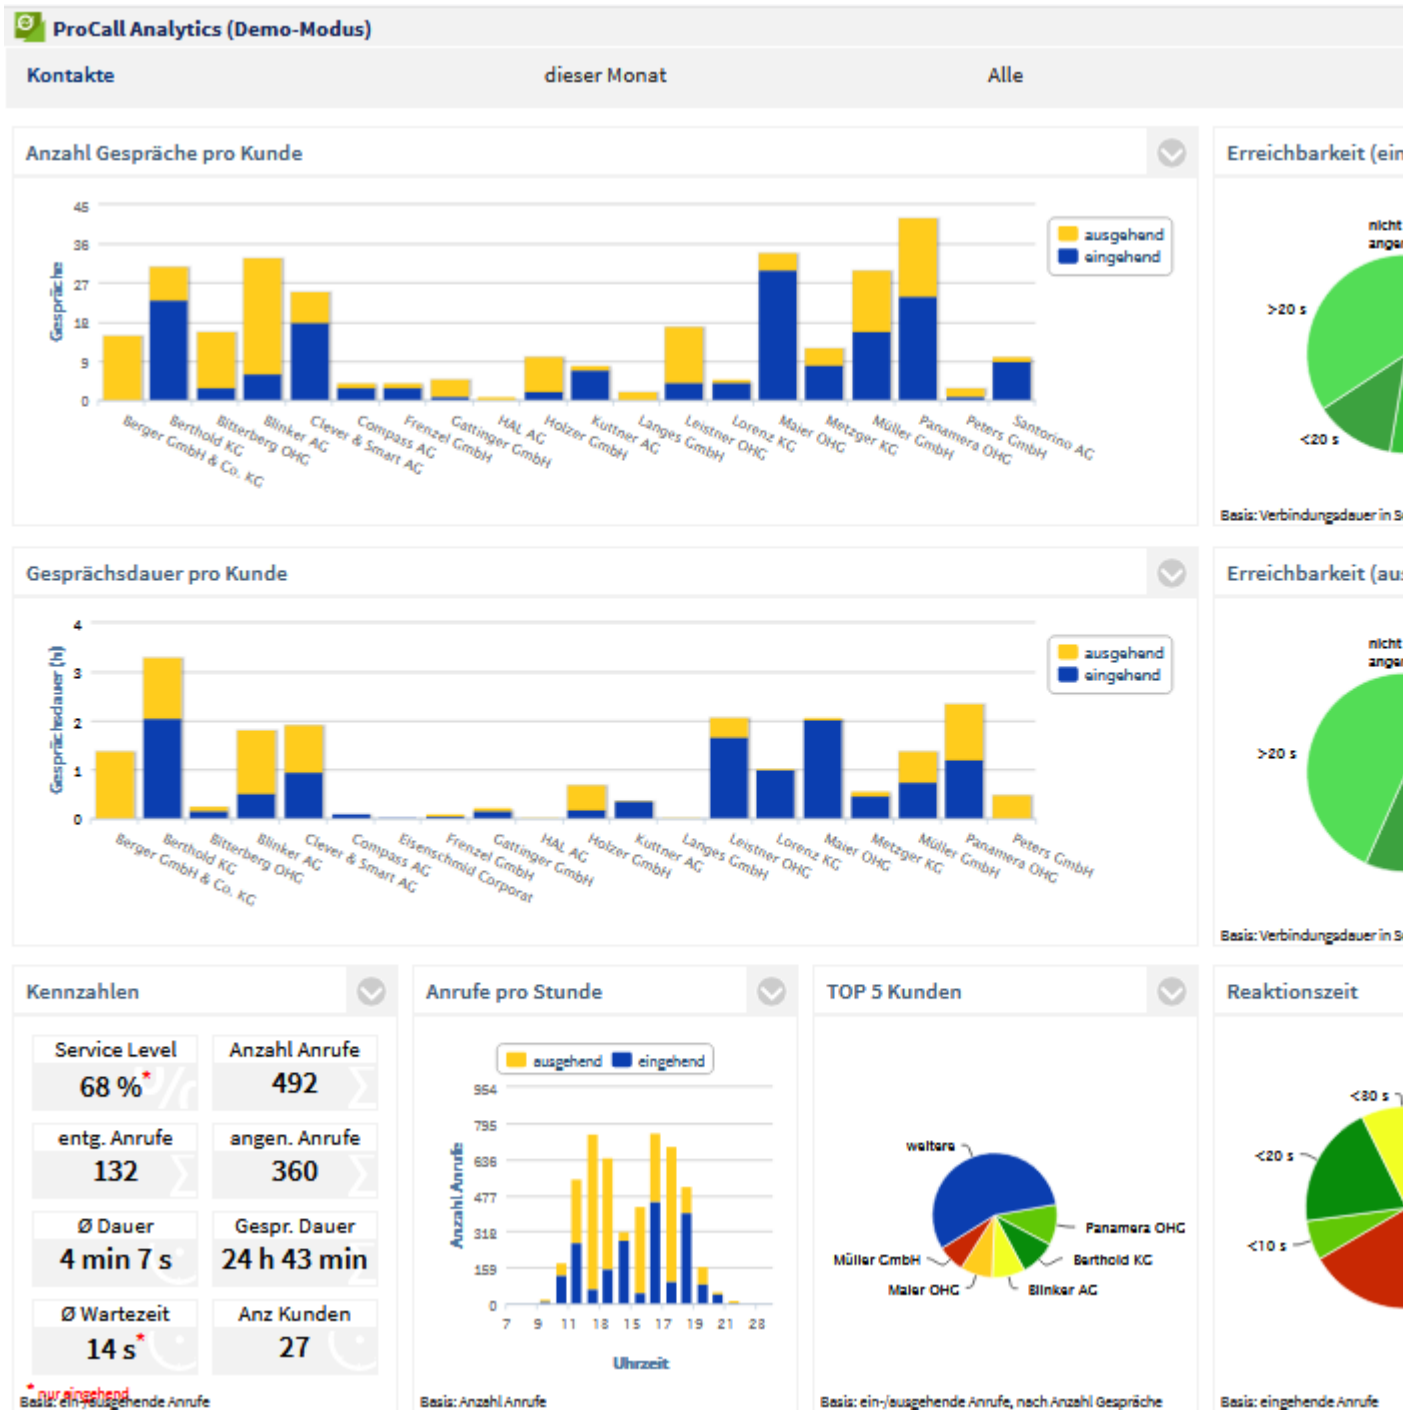 ProCall Analytics (Demo-Modus)
Kontakte dieser Monat Alle
Anzahl Gespräche pro Kunde
Gespräche
45
36
27
18
9
0
ausgehend
eingehend
Berger GmbH & Co. KG
Berthold KG
Bitterberg OHG
Blinker AG
Clever & Smart AG
Compass AG
Frenzel GmbH
Gattinger GmbH
HAL AG
Holzer GmbH
Kuttner AG
Langes GmbH
Leistner OHG
Lorenz KG
Maier OHG
Metzger KG
Müller GmbH
Panamera OHG
Peters GmbH
Santorino AG
Erreichbarkeit (ein
nicht
anger
>20 s
<20 s
Basis: Verbindungsdauer in S
Gesprächsdauer pro Kunde
Gesprächsdauer (h)
4
3
2
1
0
ausgehend
eingehend
Berger GmbH & Co. KG
Berthold KG
Bitterberg OHG
Blinker AG
Clever & Smart AG
Compass AG
Eisenschmid Corporat
Frenzel GmbH
Gattinger GmbH
HAL AG
Holzer GmbH
Kuttner AG
Langes GmbH
Leistner OHG
Lorenz KG
Maier OHG
Metzger KG
Müller GmbH
Panamera OHG
Peters GmbH
Erreichbarkeit (aus
nicht
anger
>20 s
Basis: Verbindungsdauer in S
Kennzahlen
Service Level
68 %*
Anzahl Anrufe
492
entg. Anrufe
132
angen. Anrufe
360
Ø Dauer
4 min 7 s
Gespr. Dauer
24 h 43 min
Ø Wartezeit
14 s*
Anz Kunden
27
* nur eingehend
Basis: ein-/ausgehende Anrufe
Anrufe pro Stunde
ausgehend eingehend
Anzahl Anrufe
954
795
636
477
318
159
0
7 9 11 13 15 17 19 21 23
Uhrzeit
Basis: Anzahl Anrufe
TOP 5 Kunden
weitere
Panamera OHG
Berthold KG
Blinker AG
Maier OHG
Müller GmbH
Basis: ein-/ausgehende Anrufe, nach Anzahl Gespräche
Reaktionszeit
<30 s
<20 s
<10 s
Basis: eingehende Anrufe